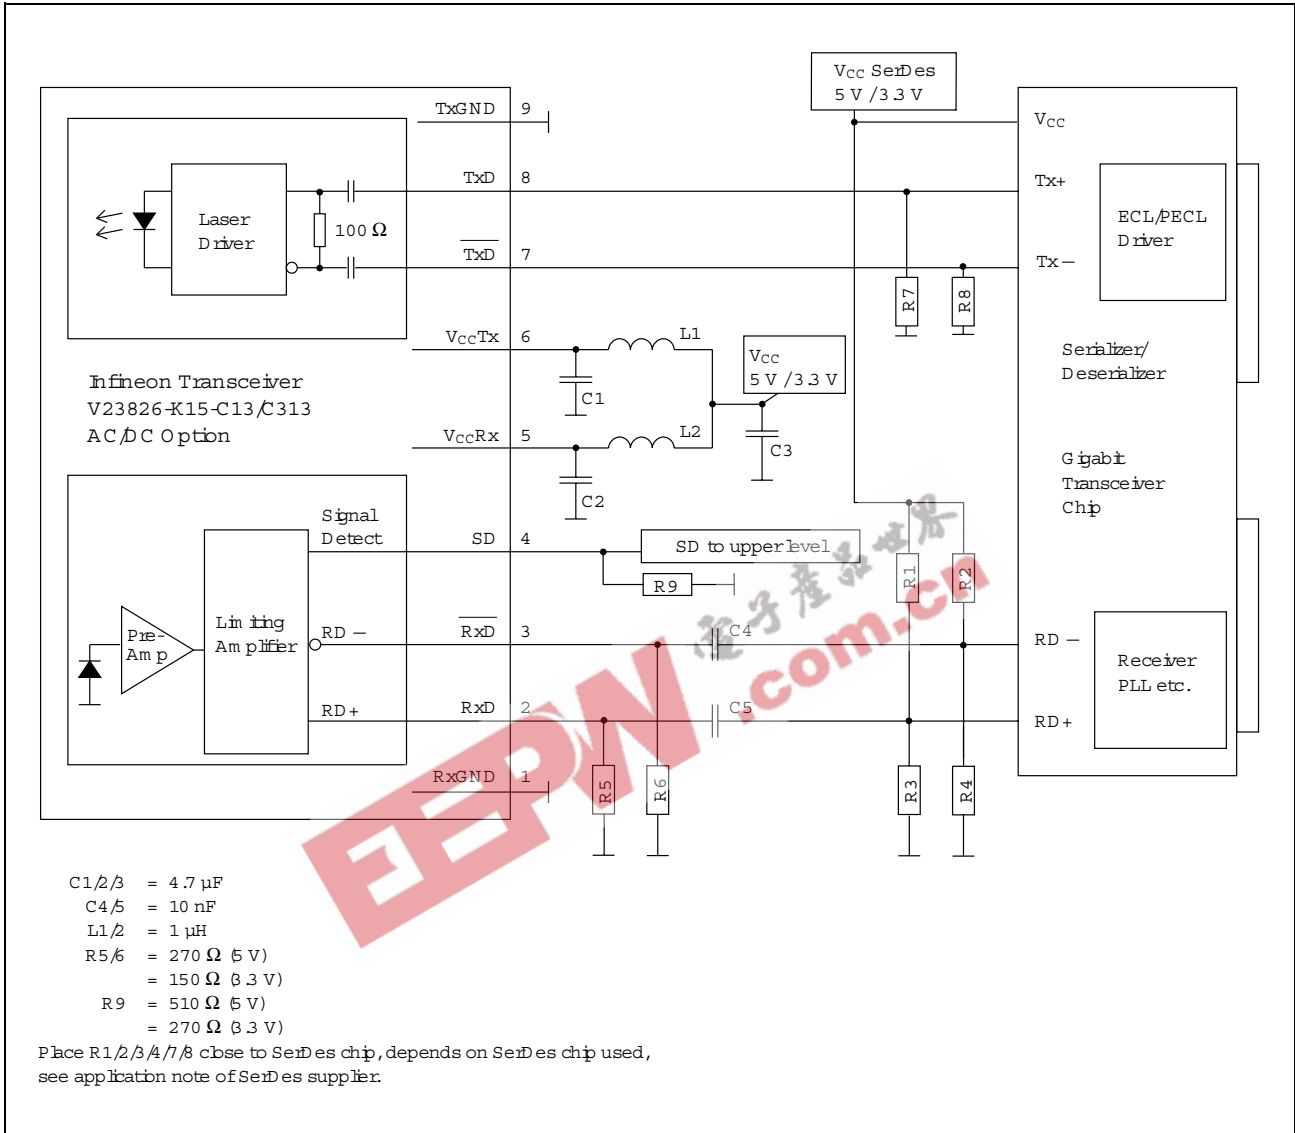 VCC SerDes
5 V / 3.3 V
TxGND 9
VCC
TxD 8
Tx+
ECL/PECL
Driver
Laser
Driver
100 Ω
TxD 7
Tx−
R7
R8
VCCTx 6
L1
VCC
5 V / 3.3 V
Serializer/
Deserializer
Infineon Transceiver
V23826-K15-C13/C313
AC/DC Option
C1
VCCRx 5
L2
C3
Gigabit
Transceiver
Chip
C2
Signal
Detect
SD 4
SD to upper level
R9
R1
R2
電子產品世界
.com.cn
EEPW
Pre-
Amp
Limiting
Amplifier
RD−
RxD 3
C4
RD−
Receiver
PLL etc.
RD+
RxD 2
C5
RD+
RxGND 1
R5
R6
R3
R4
C1/2/3 = 4.7 µF
C4/5 = 10 nF
L1/2 = 1 µH
R5/6 = 270 Ω (5 V)
= 150 Ω (3.3 V)
R9 = 510 Ω (5 V)
= 270 Ω (3.3 V)
Place R1/2/3/4/7/8 close to SerDes chip, depends on SerDes chip used,
see application note of SerDes supplier.